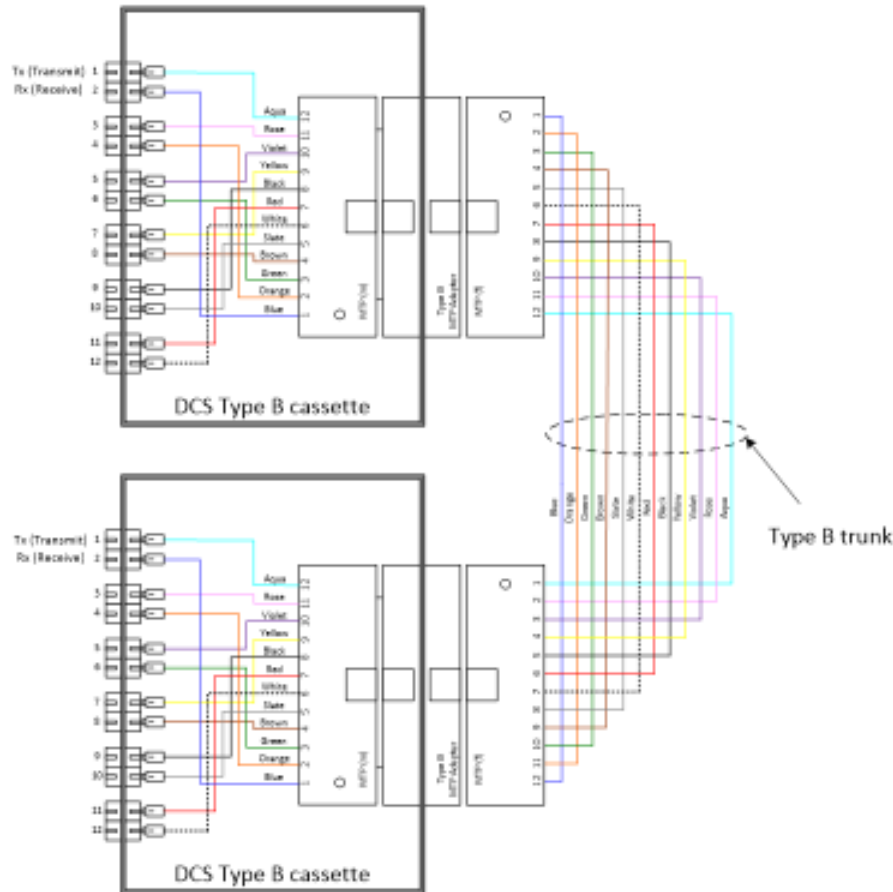 Tx (Transmit) 1
Rx (Receive) 2
3
4
5
6
7
8
9
10
11
12
Aqua 12
Rose 11
Violet 10
Yellow 9
Black 8
Red 7
White 6
Slate 5
Brown 4
Green 3
Orange 2
Blue 1
MTP(M)
Type B
MTP Adapter
MTP(f)
1
2
3
4
5
6
7
8
9
10
11
12
DCS Type B cassette
Blue
Orange
Green
Brown
Slate
White
Red
Black
Yellow
Violet
Rose
Aqua
Type B trunk
Tx (Transmit) 1
Rx (Receive) 2
3
4
5
6
7
8
9
10
11
12
Aqua 12
Rose 11
Violet 10
Yellow 9
Black 8
Red 7
White 6
Slate 5
Brown 4
Green 3
Orange 2
Blue 1
MTP(M)
Type B
MTP Adapter
MTP(f)
1
2
3
4
5
6
7
8
9
10
11
12
DCS Type B cassette